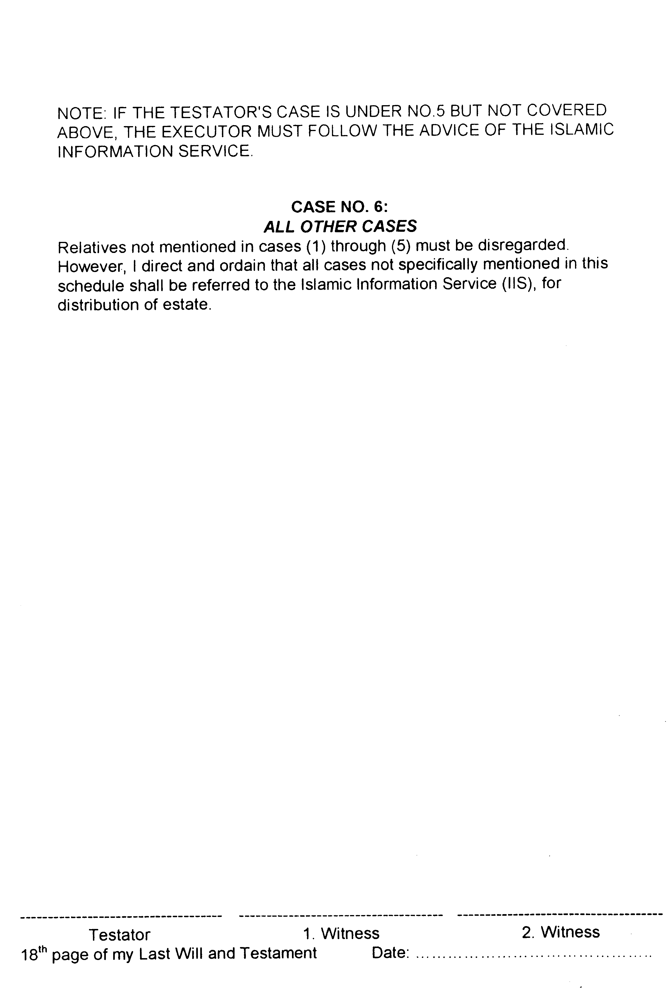 NOTE: IF THE TESTATOR'S CASE IS UNDER NO.5 BUT NOT COVERED
ABOVE, THE EXECUTOR MUST FOLLOW THE ADVICE OF THE ISLAMIC
INFORMATION SERVICE.
CASE NO. 6:
ALL OTHER CASES
Relatives not mentioned in cases (1) through (5) must be disregarded.
However, I direct and ordain that all cases not specifically mentioned in this
schedule shall be referred to the Islamic Information Service (IIS), for
distribution of estate.
Testator 1. Witness 2. Witness
18th page of my Last Will and Testament Date: ............................................